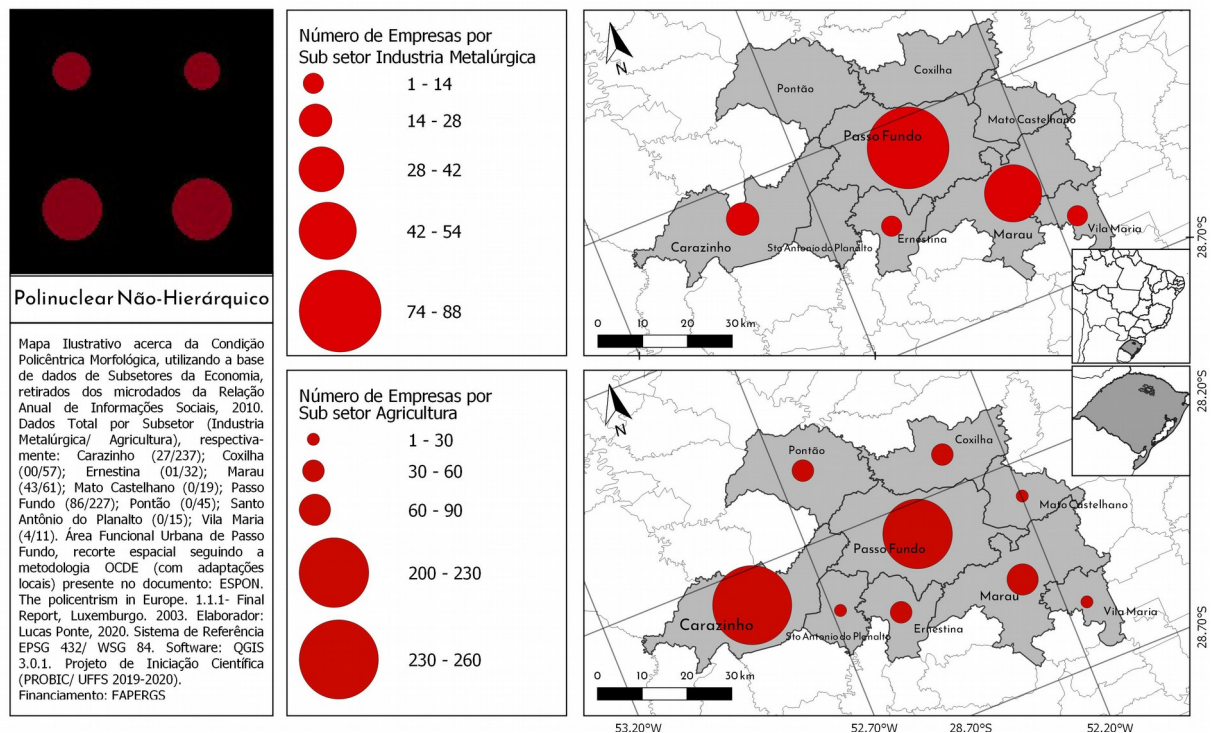 Polinuclear Não-Hierárquico
Mapa Ilustrativo acerca da Condição
Policêntrica Morfológica, utilizando a base
de dados de Subsetores da Economia,
retirados dos microdados da Relação
Anual de Informações Sociais, 2010.
Dados Total por Subsetor (Industria
Metalúrgica/ Agricultura), respectiva-
mente: Carazinho (27/237); Coxilha
(00/57); Ernestina (01/32); Marau
(43/61); Mato Castelhano (0/19); Passo
Fundo (86/227); Pontão (0/45); Santo
Antônio do Planalto (0/15); Vila Maria
(4/11). Área Funcional Urbana de Passo
Fundo, recorte espacial seguindo a
metodologia OCDE (com adaptações
locais) presente no documento: ESPON.
The policentrism in Europe. 1.1.1- Final
Report, Luxemburgo. 2003. Elaborador:
Lucas Ponte, 2020. Sistema de Referência
EPSG 432/ WSG 84. Software: QGIS
3.0.1. Projeto de Iniciação Científica
(PROBIC/ UFFS 2019-2020).
Financiamento: FAPERGS
Número de Empresas por
Sub setor Industria Metalúrgica
1 - 14
14 - 28
28 - 42
42 - 54
74 - 88
Número de Empresas por
Sub setor Agricultura
1 - 30
30 - 60
60 - 90
200 - 230
230 - 260
N
Coxilha
Pontão
Mato Castelhano
Passo Fundo
Vila Maria
Marau
Ernestina
Carazinho
Sto Antonio do Planalto
0 10 20 30 km
28.70°S
N
Coxilha
Pontão
Mato Castelhano
Passo Fundo
Marau
Vila Maria
Carazinho
Ernestina
Sto Antonio do Planalto
0 10 20 30 km
28.20°S
28.70°S
53.20°W 52.70°W 28.70°S 52.20°W